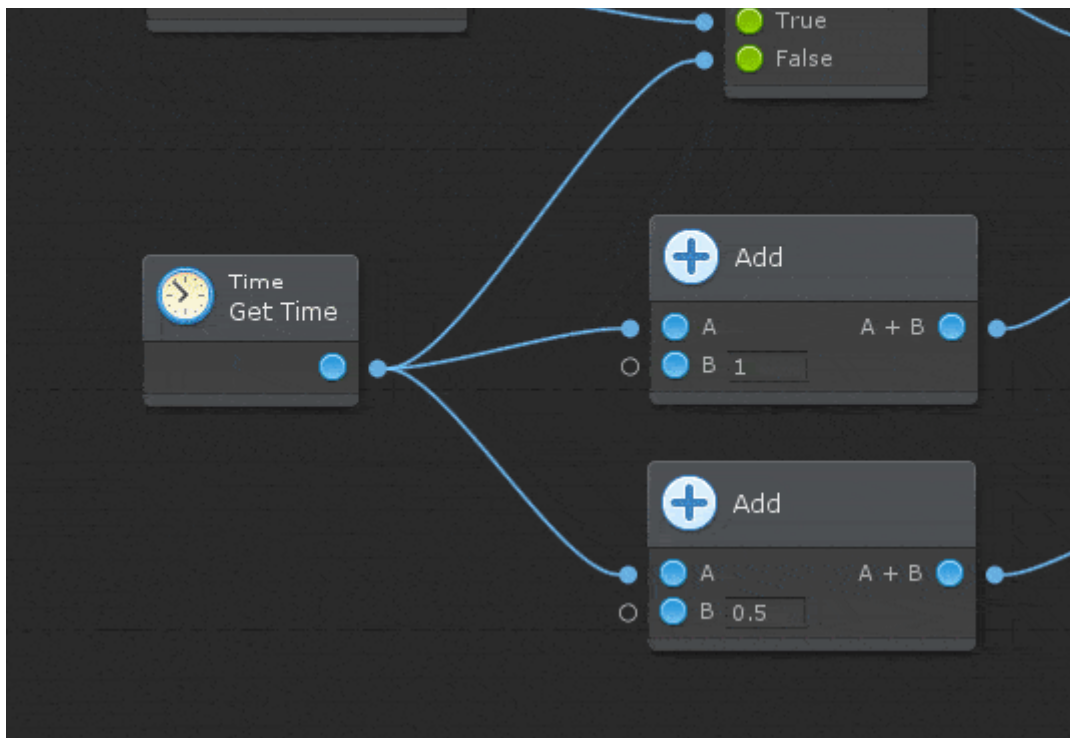 True
False
Add
Time
Get Time
A A + B
B 1
Add
A A + B
B 0.5